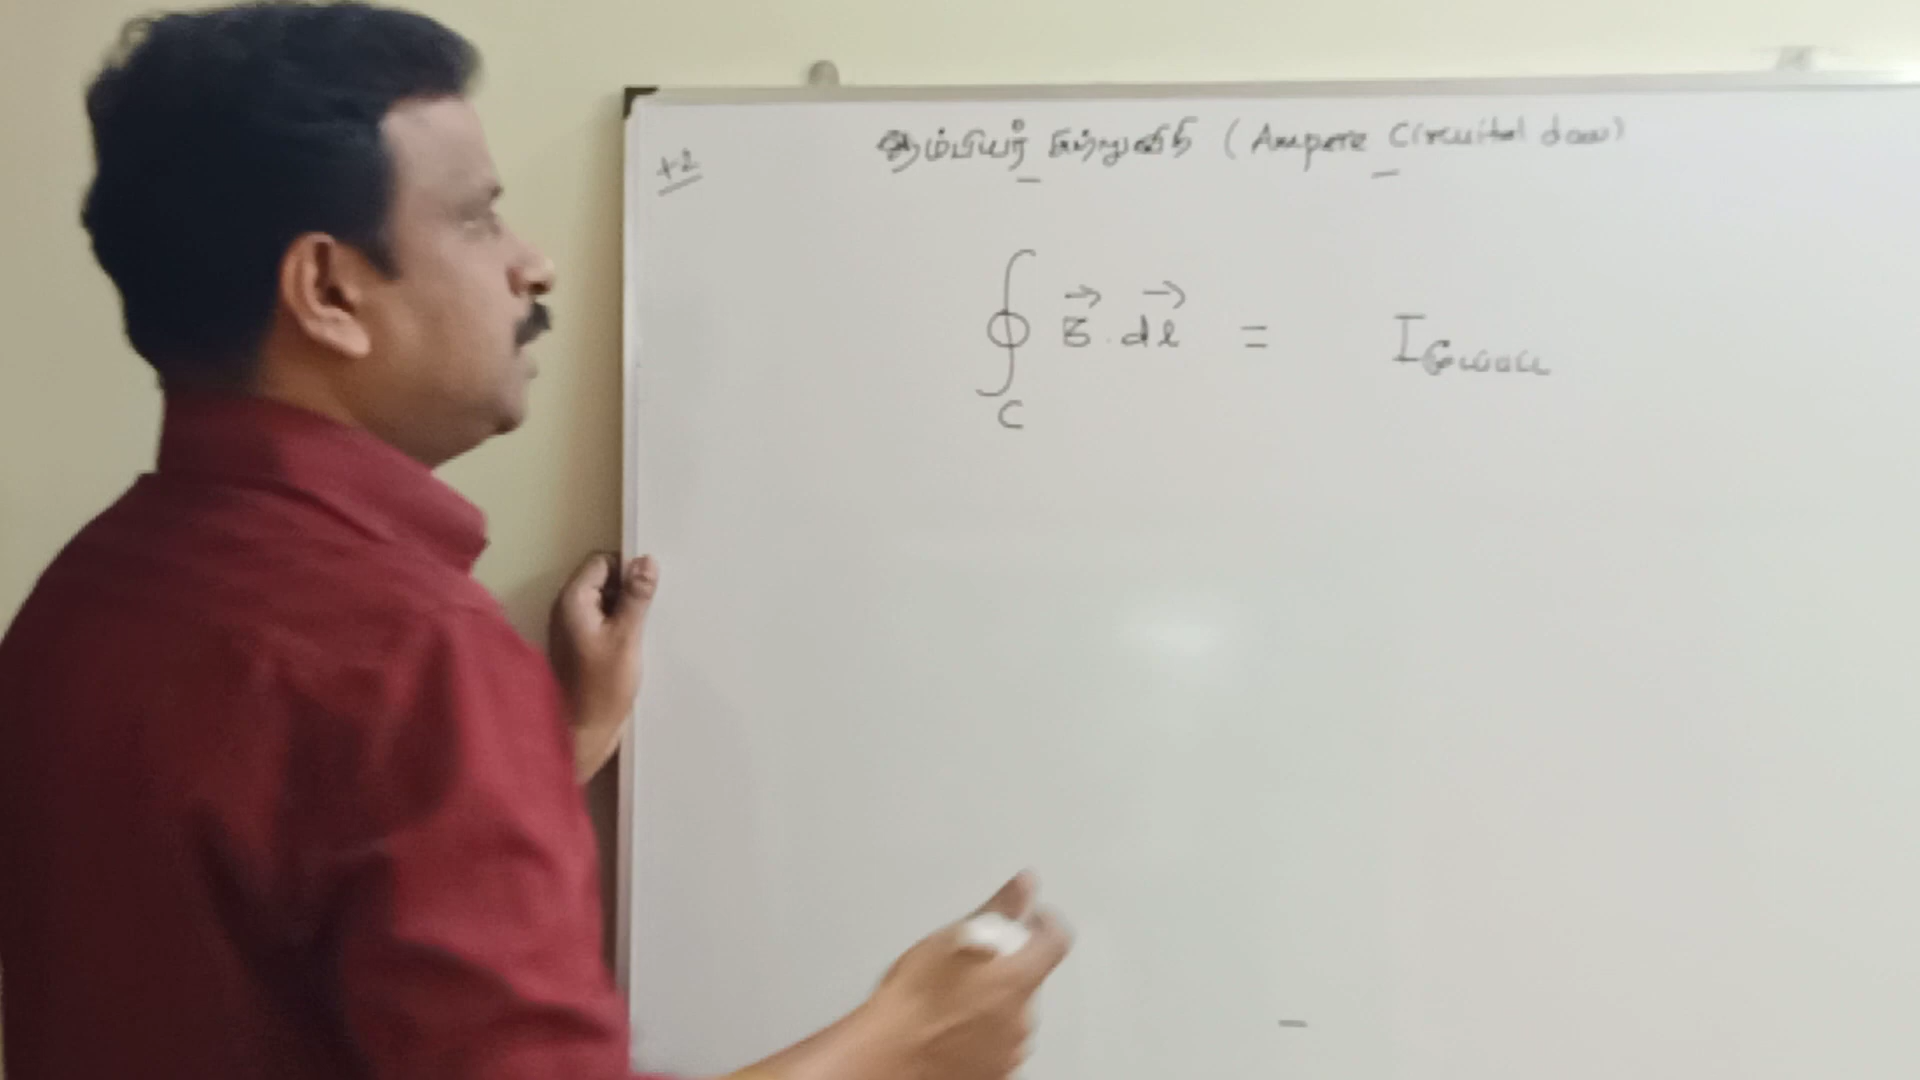 +2
ஆம்பியர் சுற்றுவிதி (Ampere Circuital Law)
∮ B⃗ . dl⃗ = I
C